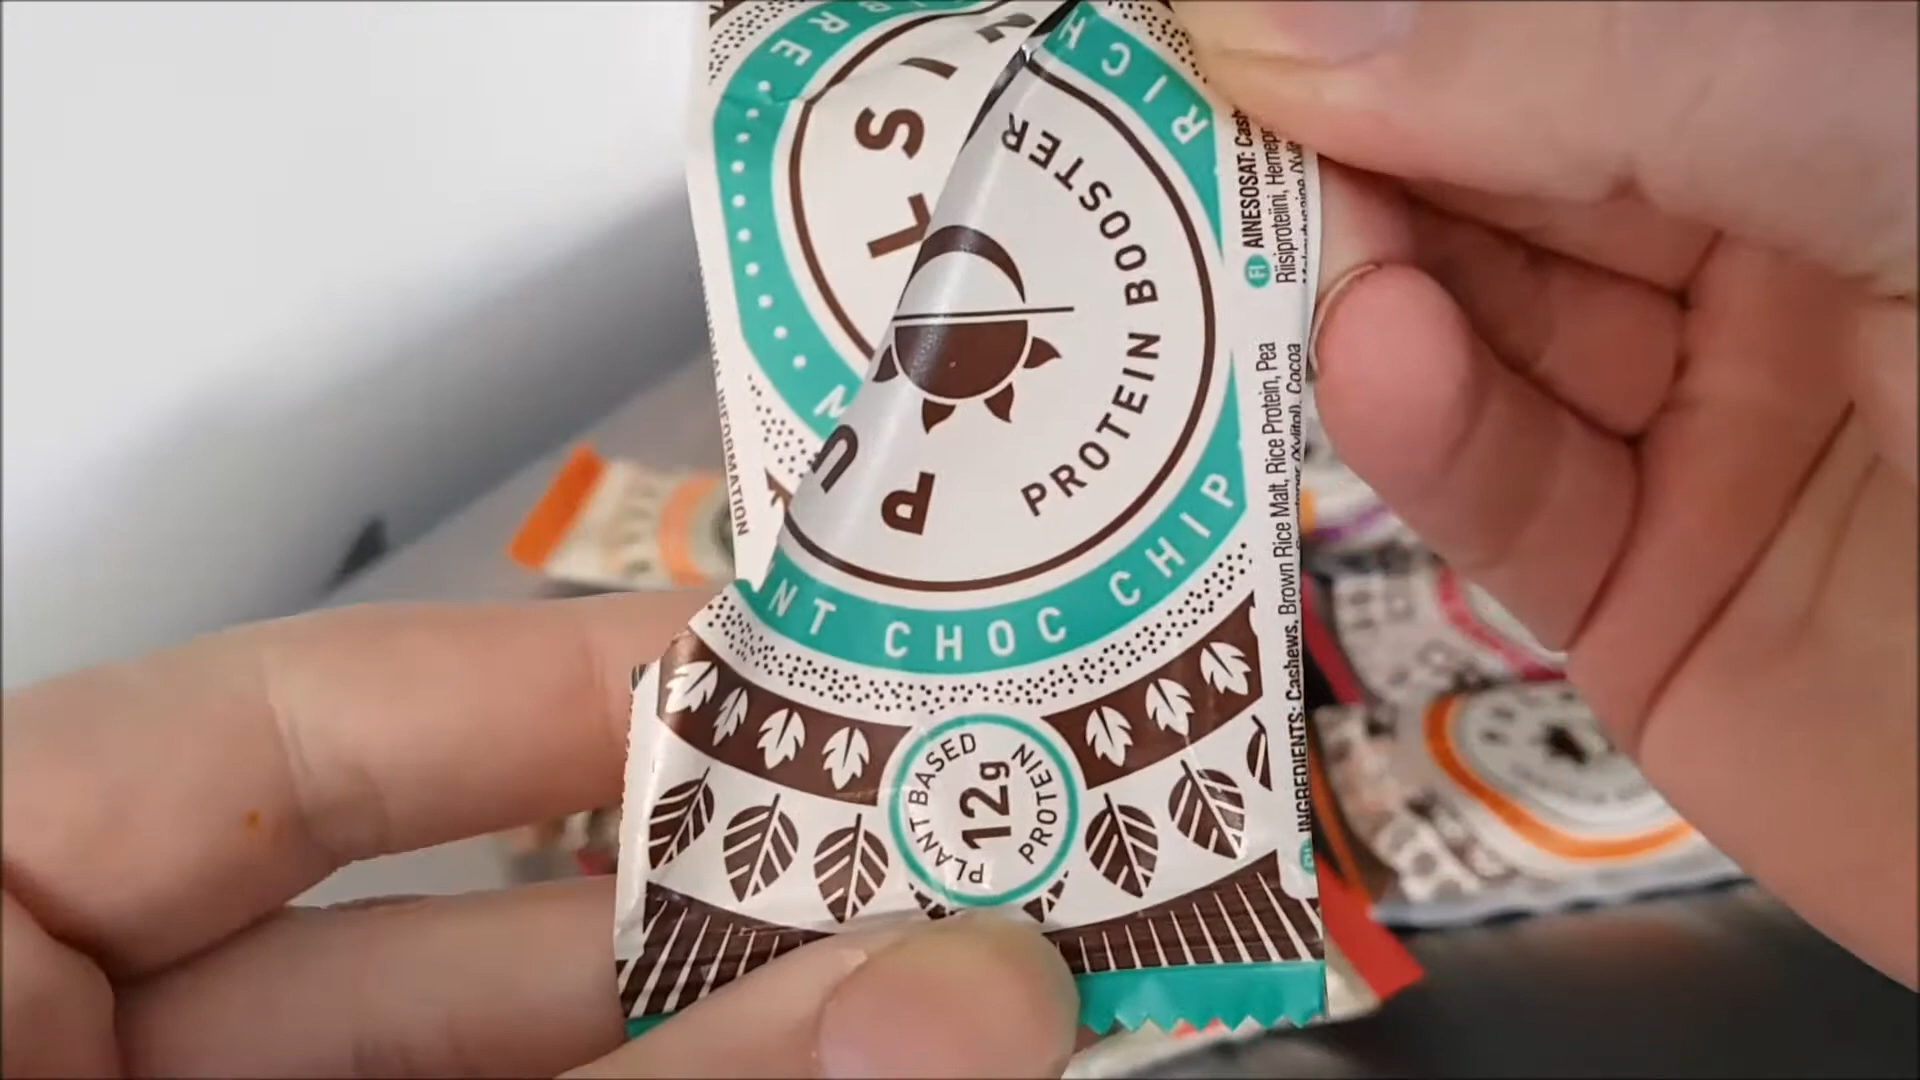 PULSIN
PROTEIN BOOSTER
RICH
CHOC CHIP
PLANT BASED
12g
PROTEIN
INFORMATION
FI AINESOSAT:
Riisiproteiini,
INGREDIENTS: Cashews, Brown Rice Malt, Rice Protein, Pea
(Xylitol), Cocoa